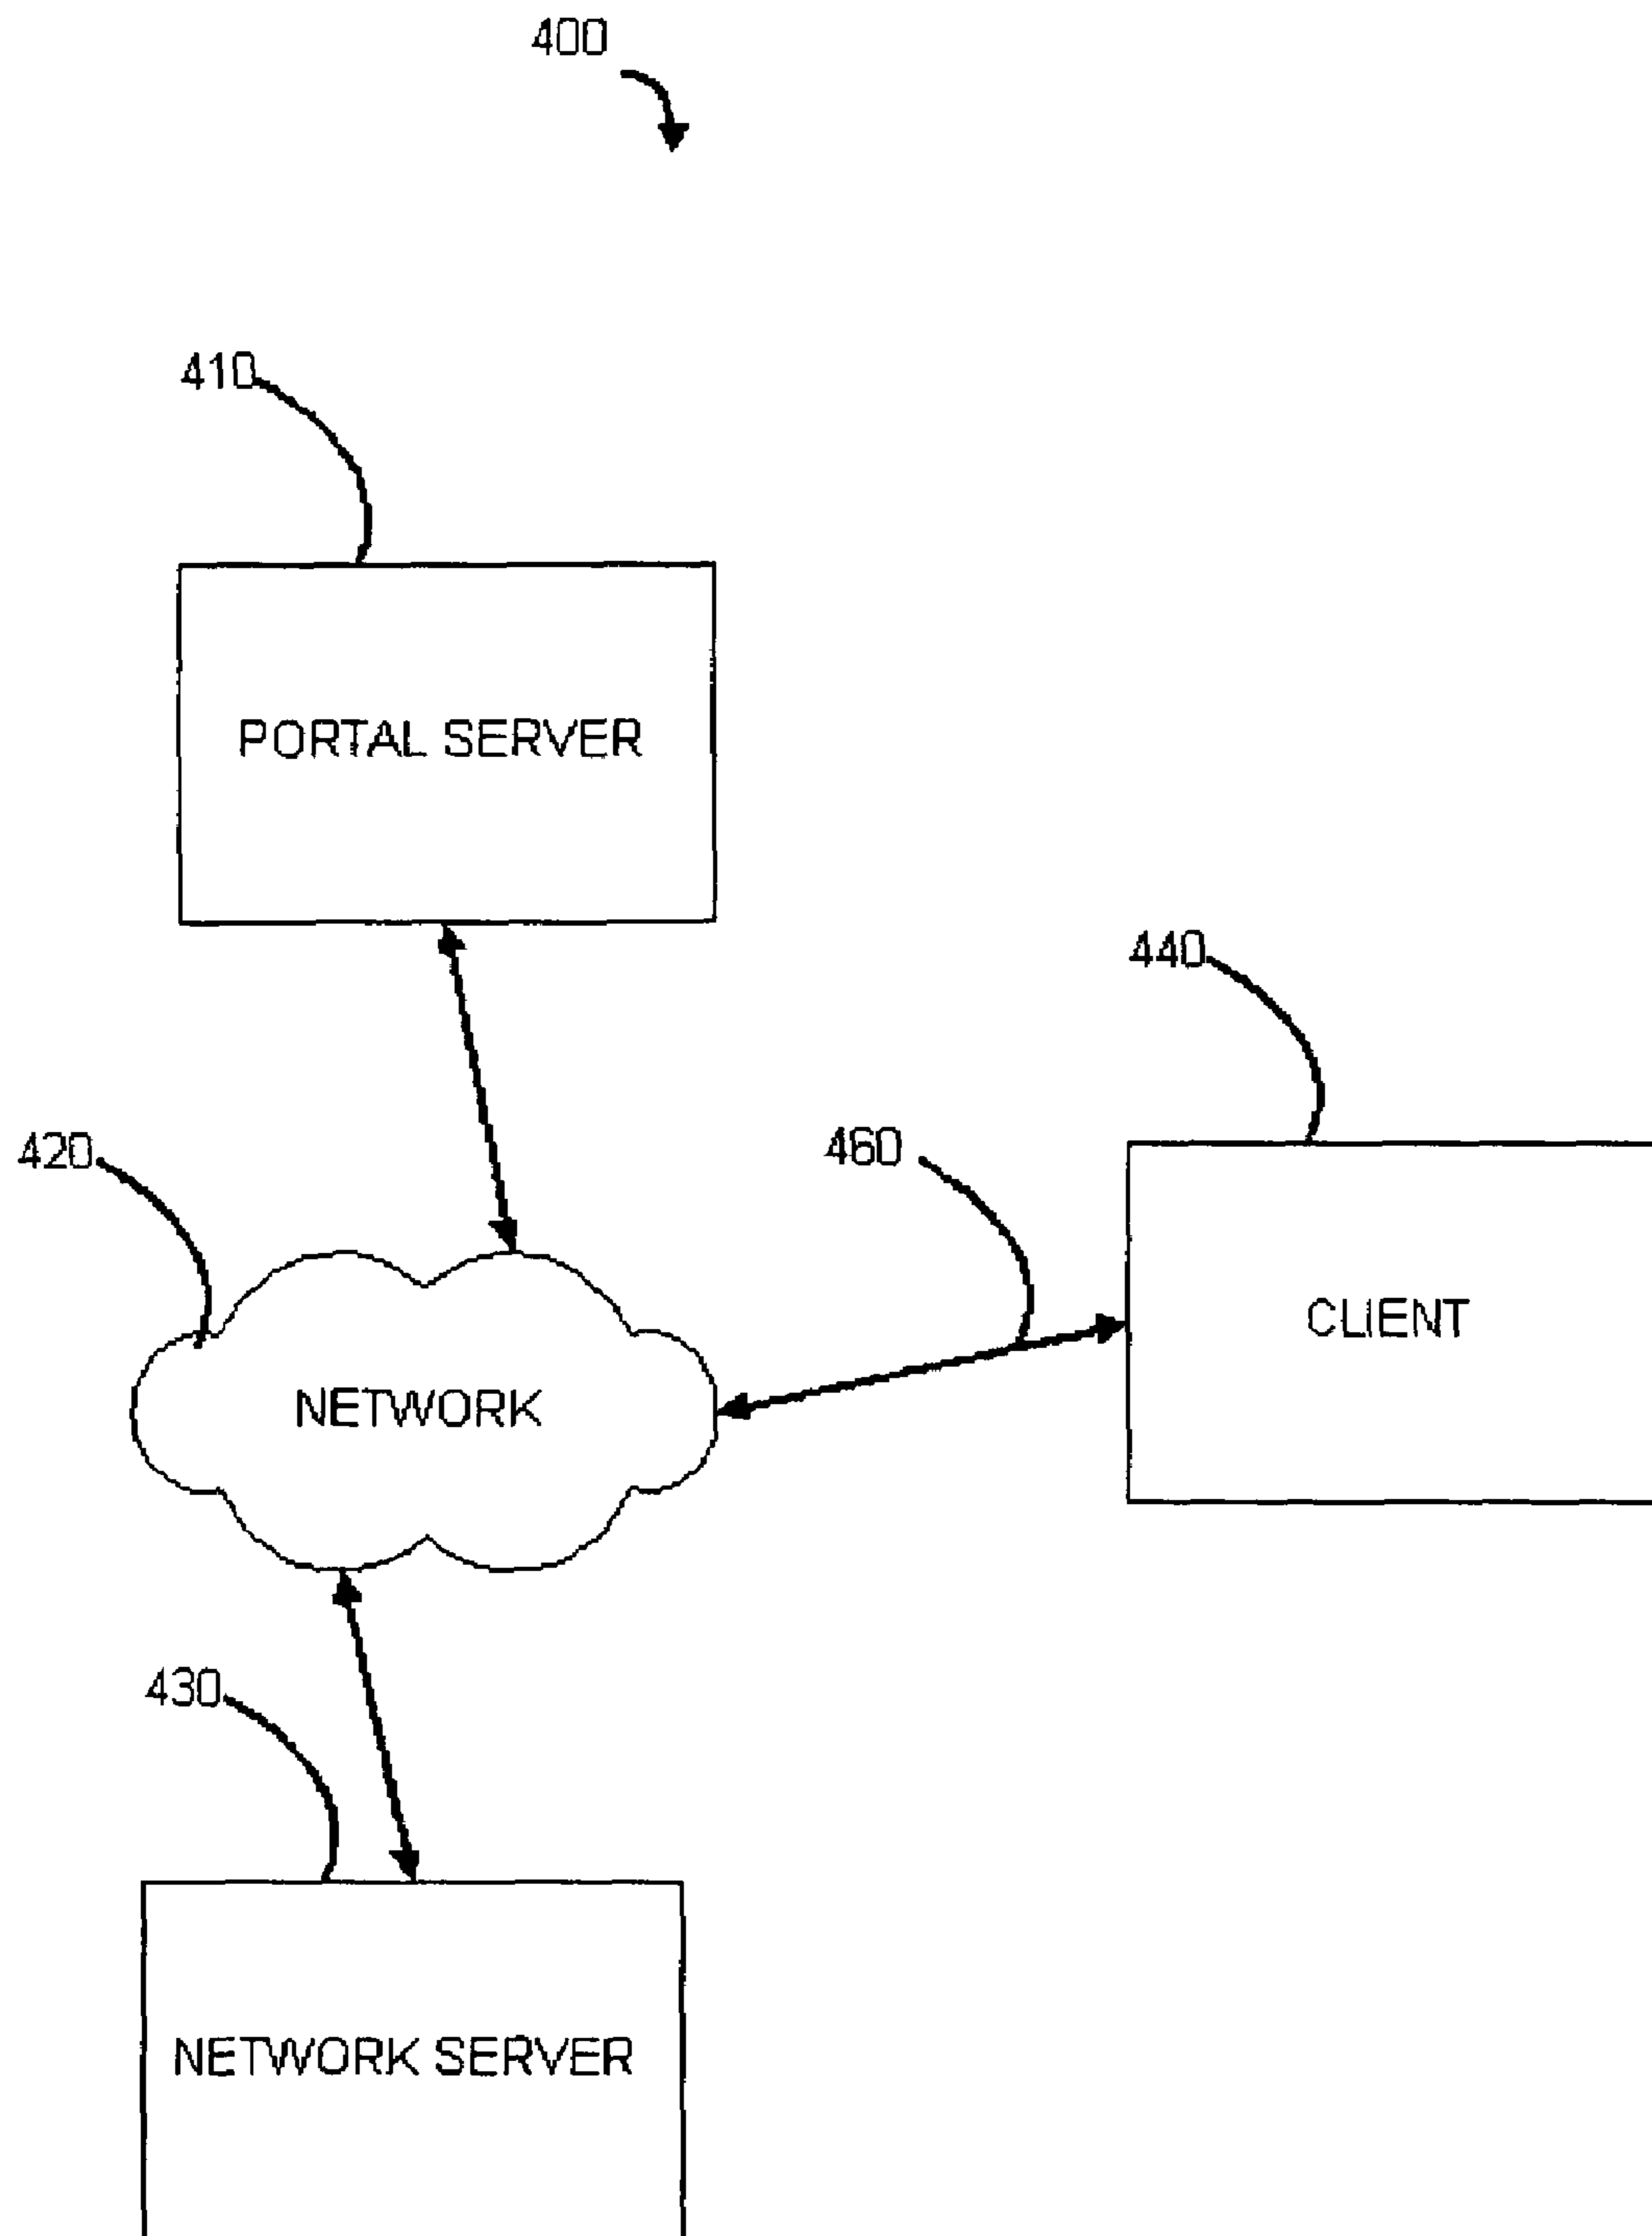 400
410
PORTAL SERVER
440
420
460
CLIENT
NETWORK
430
NETWORK SERVER